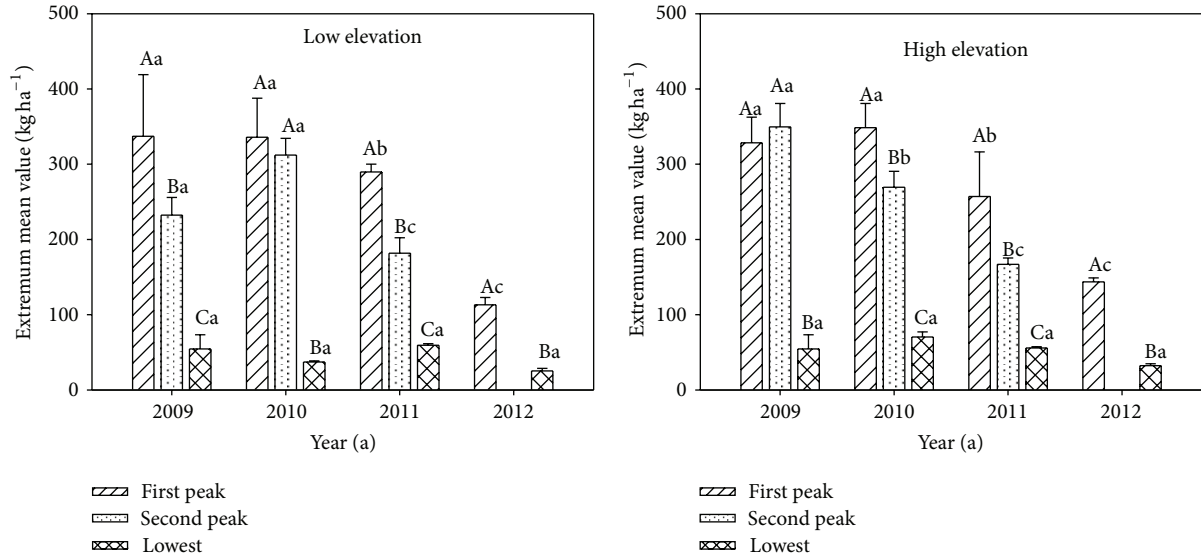 Low elevation
Extremum mean value (kg ha−1)
500
400
300
200
100
0
Aa
Ba
Ca
Aa
Aa
Ba
Ab
Bc
Ca
Ac
Ba
2009 2010 2011 2012
Year (a)
First peak
Second peak
Lowest
High elevation
Extremum mean value (kg ha−1)
500
400
300
200
100
0
Aa
Aa
Ba
Aa
Bb
Ca
Ab
Bc
Ca
Ac
Ba
2009 2010 2011 2012
Year (a)
First peak
Second peak
Lowest